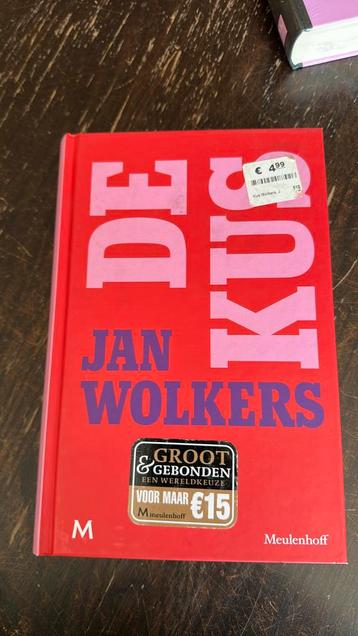 DE
KUS
€ 4.99
JAN
WOLKERS
GROOT
& GEBONDEN
EEN WERELDKEUZE
VOOR MAAR €15
M meulenhoff
M
Meulenhoff